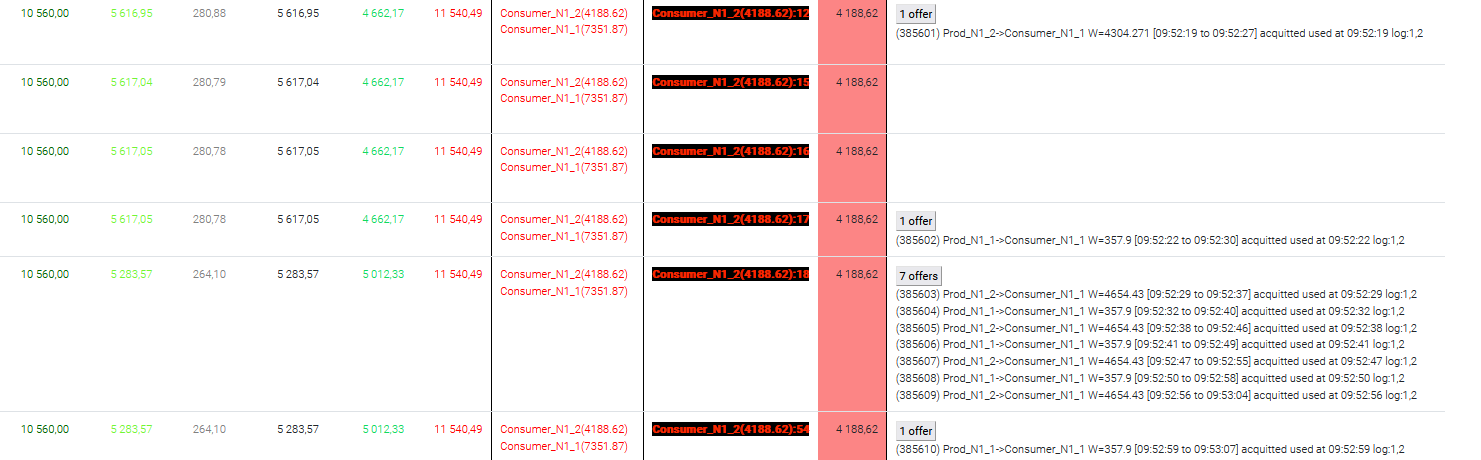 10 560,00 5 616,95 280,88 5 616,95 4 662,17 11 540,49 Consumer_N1_2(4188.62) Consumer_N1_2(4188.62):12 4 188,62 1 offer
Consumer_N1_1(7351.87) (385601) Prod_N1_2->Consumer_N1_1 W=4304.271 [09:52:19 to 09:52:27] acquitted used at 09:52:19 log:1,2
10 560,00 5 617,04 280,79 5 617,04 4 662,17 11 540,49 Consumer_N1_2(4188.62) Consumer_N1_2(4188.62):15 4 188,62
Consumer_N1_1(7351.87)
10 560,00 5 617,05 280,78 5 617,05 4 662,17 11 540,49 Consumer_N1_2(4188.62) Consumer_N1_2(4188.62):16 4 188,62
Consumer_N1_1(7351.87)
10 560,00 5 617,05 280,78 5 617,05 4 662,17 11 540,49 Consumer_N1_2(4188.62) Consumer_N1_2(4188.62):17 4 188,62 1 offer
Consumer_N1_1(7351.87) (385602) Prod_N1_1->Consumer_N1_1 W=357.9 [09:52:22 to 09:52:30] acquitted used at 09:52:22 log:1,2
10 560,00 5 283,57 264,10 5 283,57 5 012,33 11 540,49 Consumer_N1_2(4188.62) Consumer_N1_2(4188.62):18 4 188,62 7 offers
Consumer_N1_1(7351.87) (385603) Prod_N1_2->Consumer_N1_1 W=4654.43 [09:52:29 to 09:52:37] acquitted used at 09:52:29 log:1,2
(385604) Prod_N1_1->Consumer_N1_1 W=357.9 [09:52:32 to 09:52:40] acquitted used at 09:52:32 log:1,2
(385605) Prod_N1_2->Consumer_N1_1 W=4654.43 [09:52:38 to 09:52:46] acquitted used at 09:52:38 log:1,2
(385606) Prod_N1_1->Consumer_N1_1 W=357.9 [09:52:41 to 09:52:49] acquitted used at 09:52:41 log:1,2
(385607) Prod_N1_2->Consumer_N1_1 W=4654.43 [09:52:47 to 09:52:55] acquitted used at 09:52:47 log:1,2
(385608) Prod_N1_1->Consumer_N1_1 W=357.9 [09:52:50 to 09:52:58] acquitted used at 09:52:50 log:1,2
(385609) Prod_N1_2->Consumer_N1_1 W=4654.43 [09:52:56 to 09:53:04] acquitted used at 09:52:56 log:1,2
10 560,00 5 283,57 264,10 5 283,57 5 012,33 11 540,49 Consumer_N1_2(4188.62) Consumer_N1_2(4188.62):54 4 188,62 1 offer
Consumer_N1_1(7351.87) (385610) Prod_N1_1->Consumer_N1_1 W=357.9 [09:52:59 to 09:53:07] acquitted used at 09:52:59 log:1,2